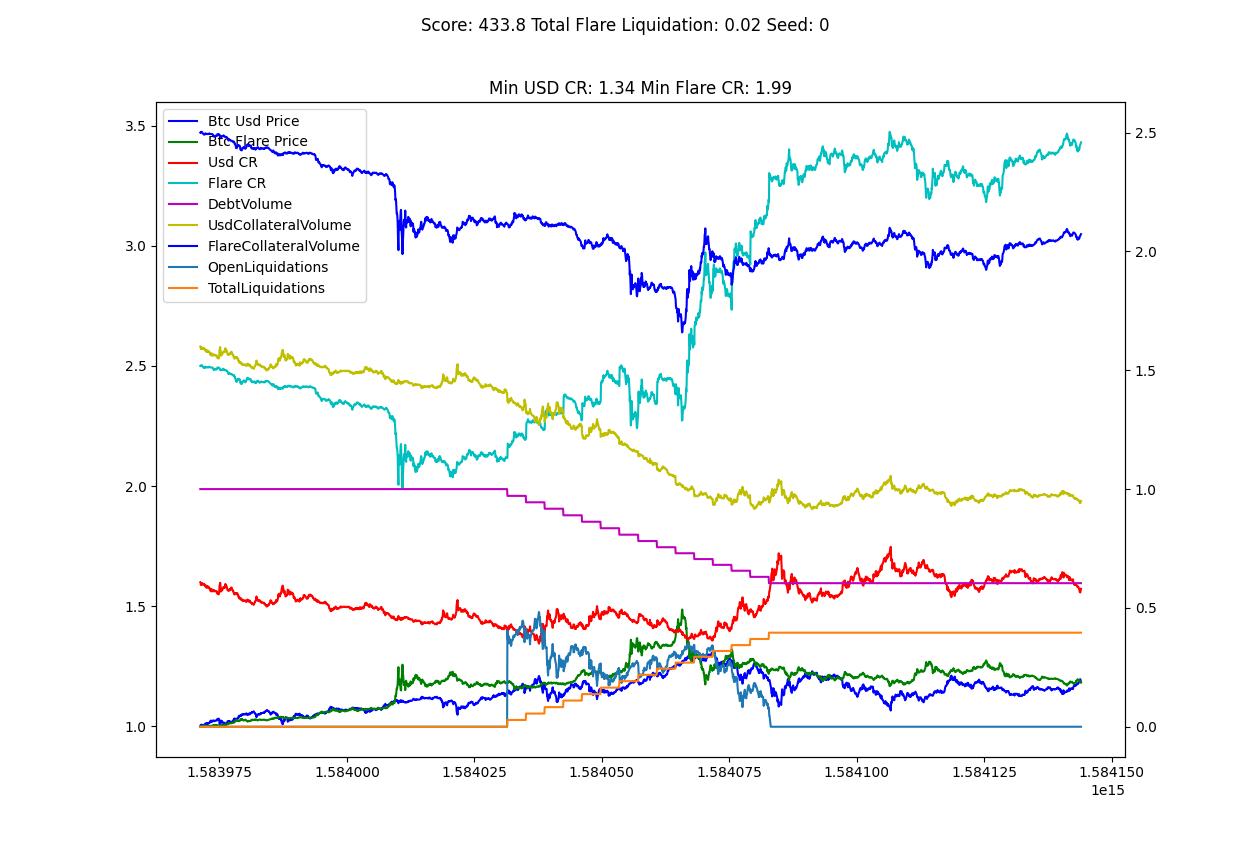 Score: 433.8 Total Flare Liquidation: 0.02 Seed: 0
Min USD CR: 1.34 Min Flare CR: 1.99
Btc Usd Price
Btc Flare Price
Usd CR
Flare CR
DebtVolume
UsdCollateralVolume
FlareCollateralVolume
OpenLiquidations
TotalLiquidations
3.5
3.0
2.5
2.0
1.5
1.0
2.5
2.0
1.5
1.0
0.5
0.0
1.583975 1.584000 1.584025 1.584050 1.584075 1.584100 1.584125 1.584150
1e15